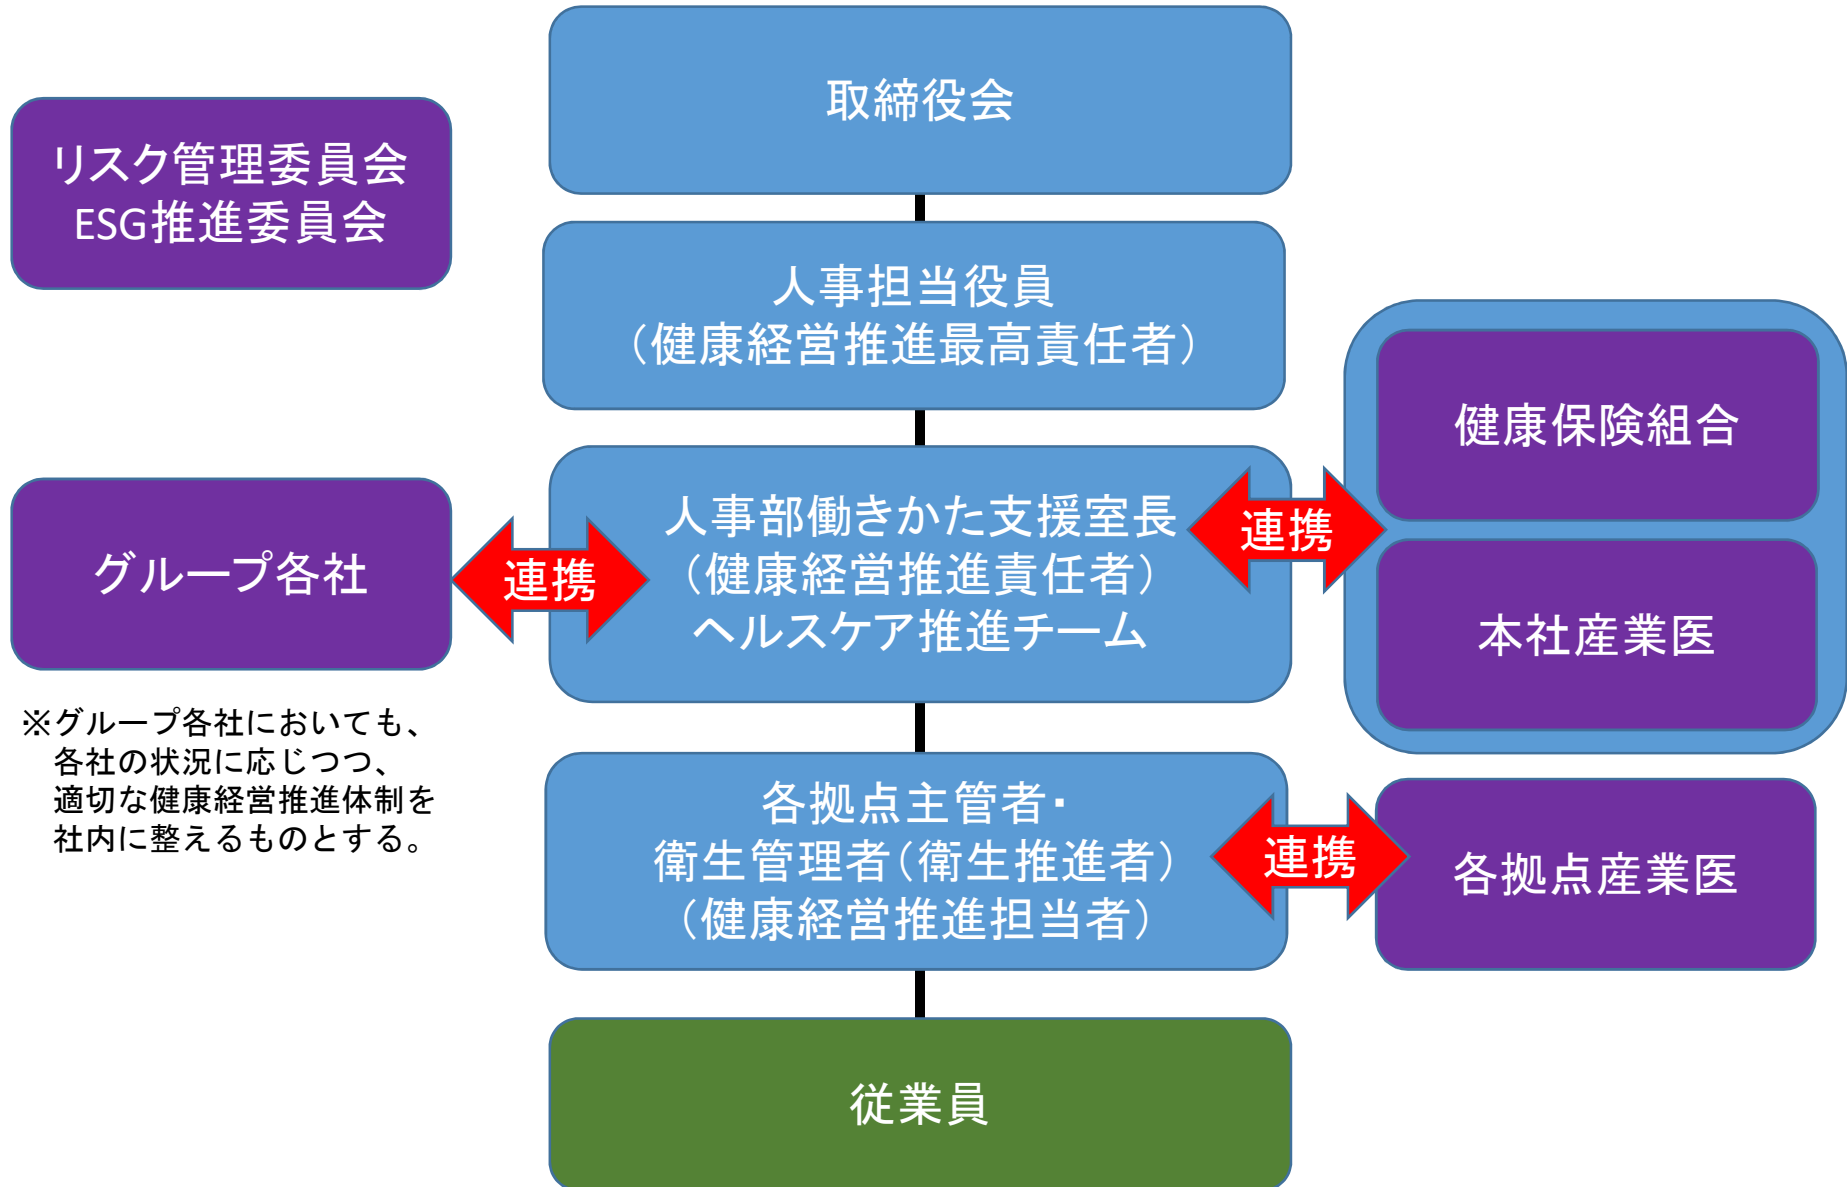 取締役会
リスク管理委員会
ESG推進委員会
人事担当役員
（健康経営推進最高責任者）
健康保険組合
人事部働きかた支援室長
（健康経営推進責任者）
ヘルスケア推進チーム
連携
連携
グループ各社
本社産業医
※グループ各社においても、
各社の状況に応じつつ、
適切な健康経営推進体制を
社内に整えるものとする。
各拠点主管者・
衛生管理者（衛生推進者）
（健康経営推進担当者）
連携
各拠点産業医
従業員